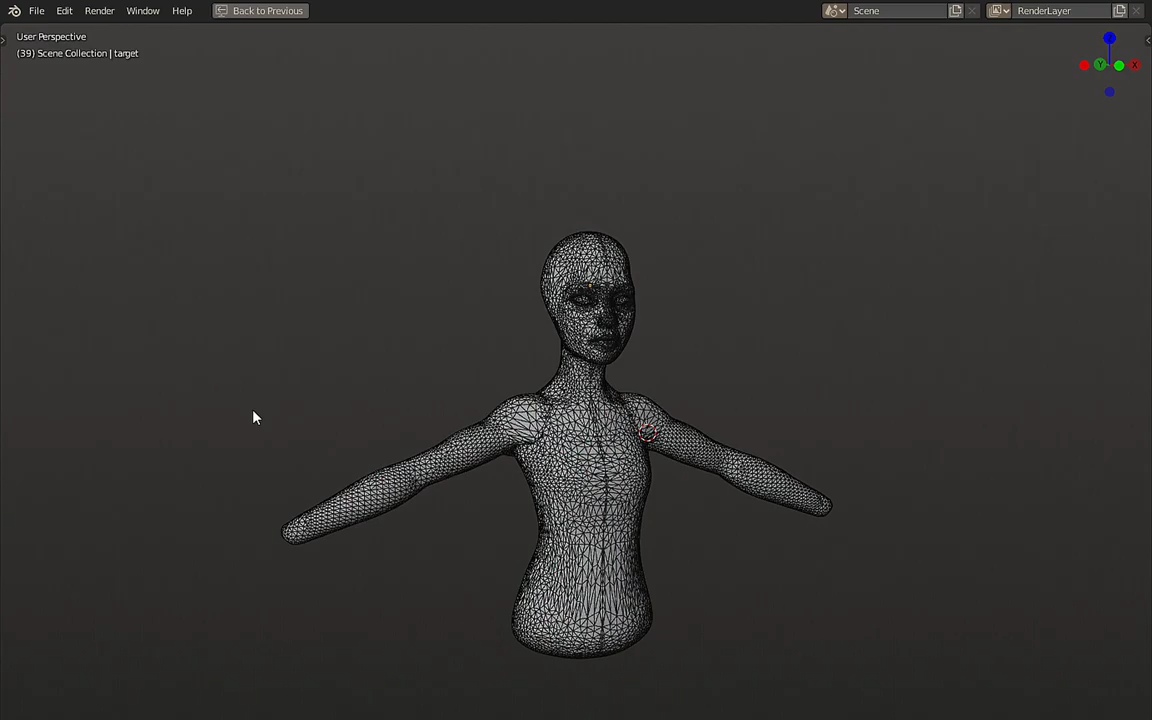 File Edit Render Window Help Back to Previous Scene RenderLayer
User Perspective
(39) Scene Collection | target
Z
Y X